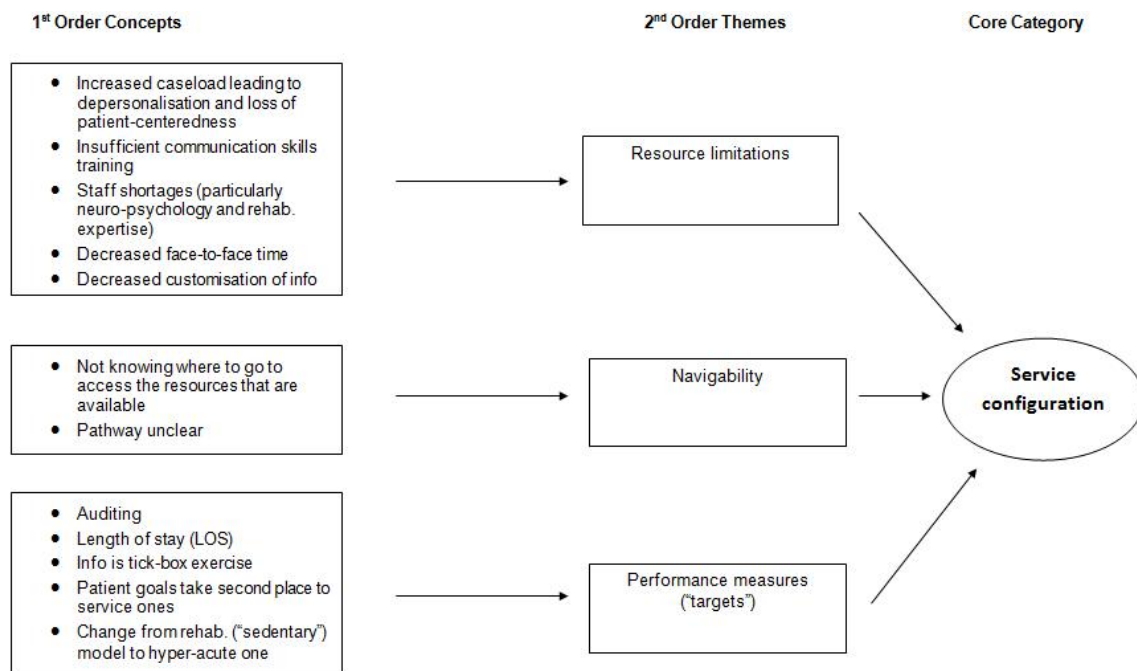 1st Order Concepts
2nd Order Themes
Core Category
● Increased caseload leading to
depersonalisation and loss of
patient-centeredness
● Insufficient communication skills
training
● Staff shortages (particularly
neuro-psychology and rehab.
expertise)
● Decreased face-to-face time
● Decreased customisation of info
Resource limitations
● Not knowing where to go to
access the resources that are
available
● Pathway unclear
Navigability
Service
configuration
● Auditing
● Length of stay (LOS)
● Info is tick-box exercise
● Patient goals take second place to
service ones
● Change from rehab. (“sedentary”)
model to hyper-acute one
Performance measures
(“targets”)